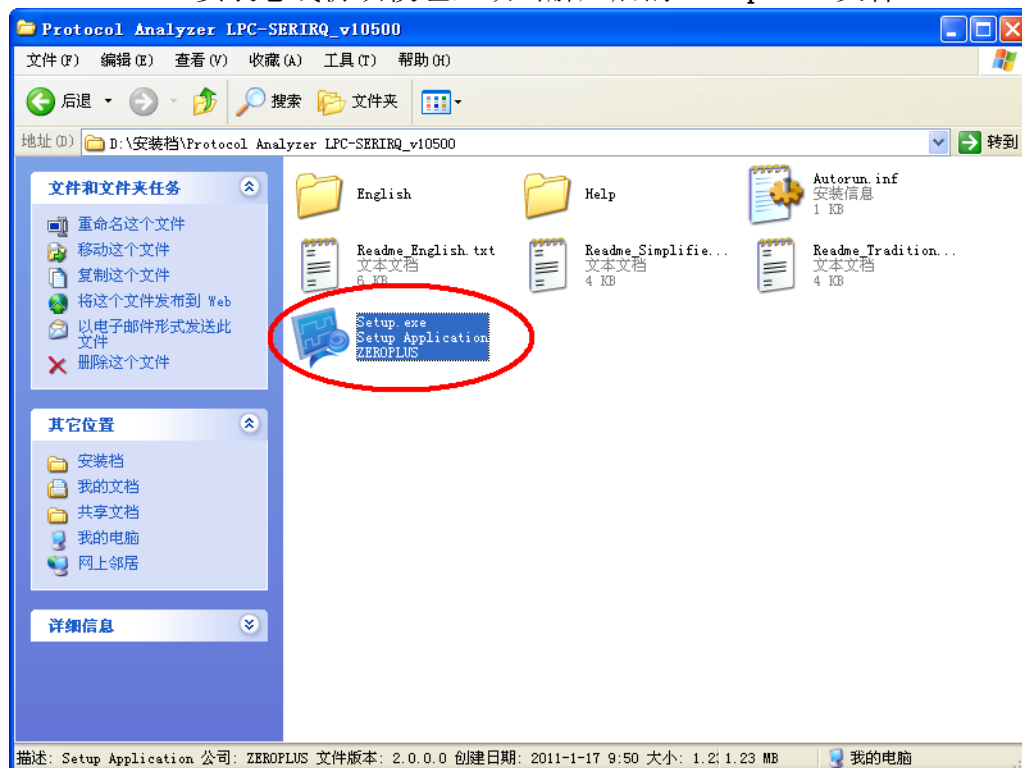 Protocol Analyzer LPC-SERIRQ_v10500
文件(F) 编辑(E) 查看(V) 收藏(A) 工具(T) 帮助(H)
后退 搜索 文件夹
地址(D) D:\安装档\Protocol Analyzer LPC-SERIRQ_v10500 转到
文件和文件夹任务
重命名这个文件
移动这个文件
复制这个文件
将这个文件发布到 Web
以电子邮件形式发送此
文件
删除这个文件
其它位置
安装档
我的文档
共享文档
我的电脑
网上邻居
详细信息
English
Help
Autorun.inf
安装信息
1 KB
Readme_English.txt
文本文档
6 KB
Readme_Simplifie...
文本文档
4 KB
Readme_Tradition...
文本文档
4 KB
Setup.exe
Setup Application
ZEROPLUS
描述: Setup Application 公司: ZEROPLUS 文件版本: 2.0.0.0 创建日期: 2011-1-17 9:50 大小: 1.2 1.23 MB 我的电脑